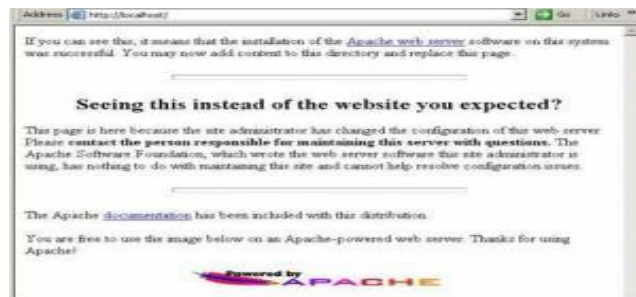 Address http://localhost/ Go Links »
If you can see this, it means that the installation of the Apache web server software on this system
was successful. You may now add content to this directory and replace this page.
Seeing this instead of the website you expected?
This page is here because the site administrator has changed the configuration of this web server.
Please contact the person responsible for maintaining this server with questions. The
Apache Software Foundation, which wrote the web server software this site administrator is
using, has nothing to do with maintaining this site and cannot help resolve configuration issues.
The Apache documentation has been included with this distribution.
You are free to use the image below on an Apache-powered web server. Thanks for using
Apache!
Powered by
APACHE